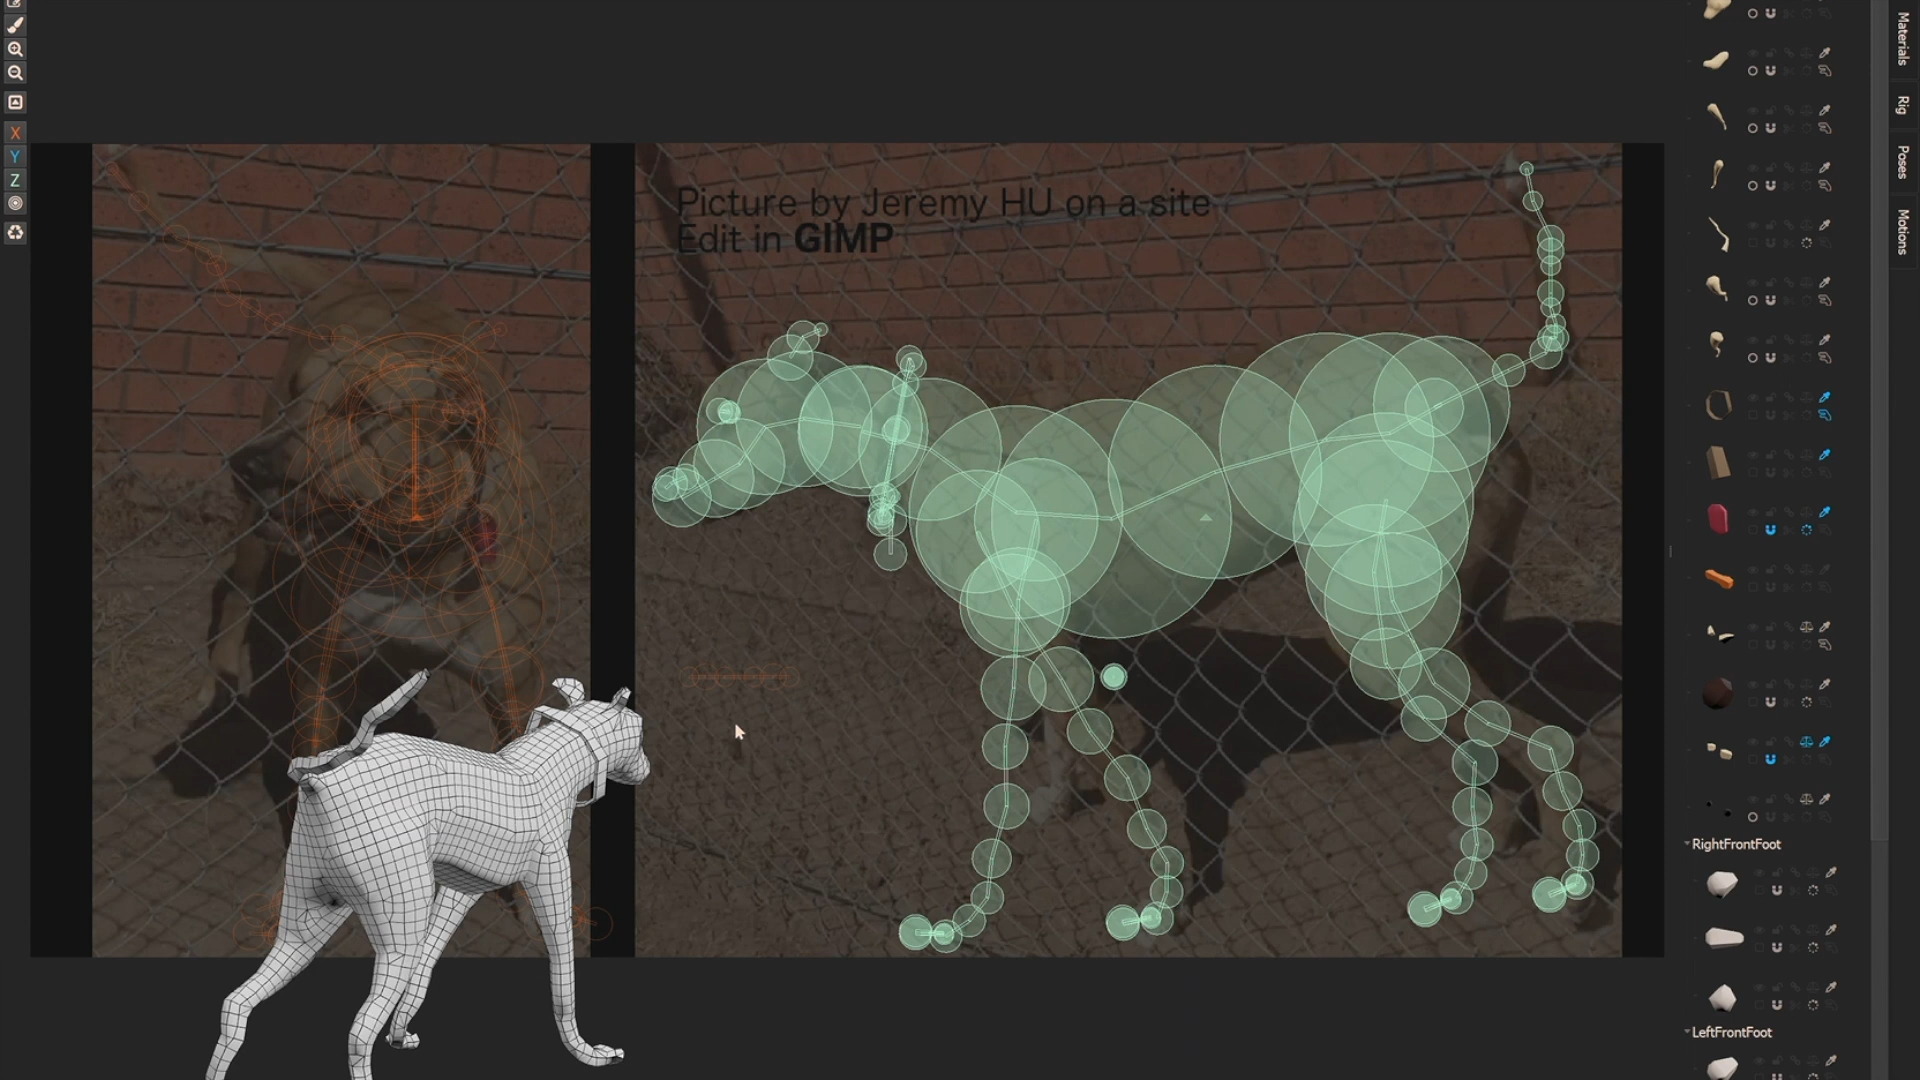 X
Y
Z
Picture by Jeremy HU on a site
Edit in GIMP
Materials
Rig
Poses
Motions
RightFrontFoot
LeftFrontFoot